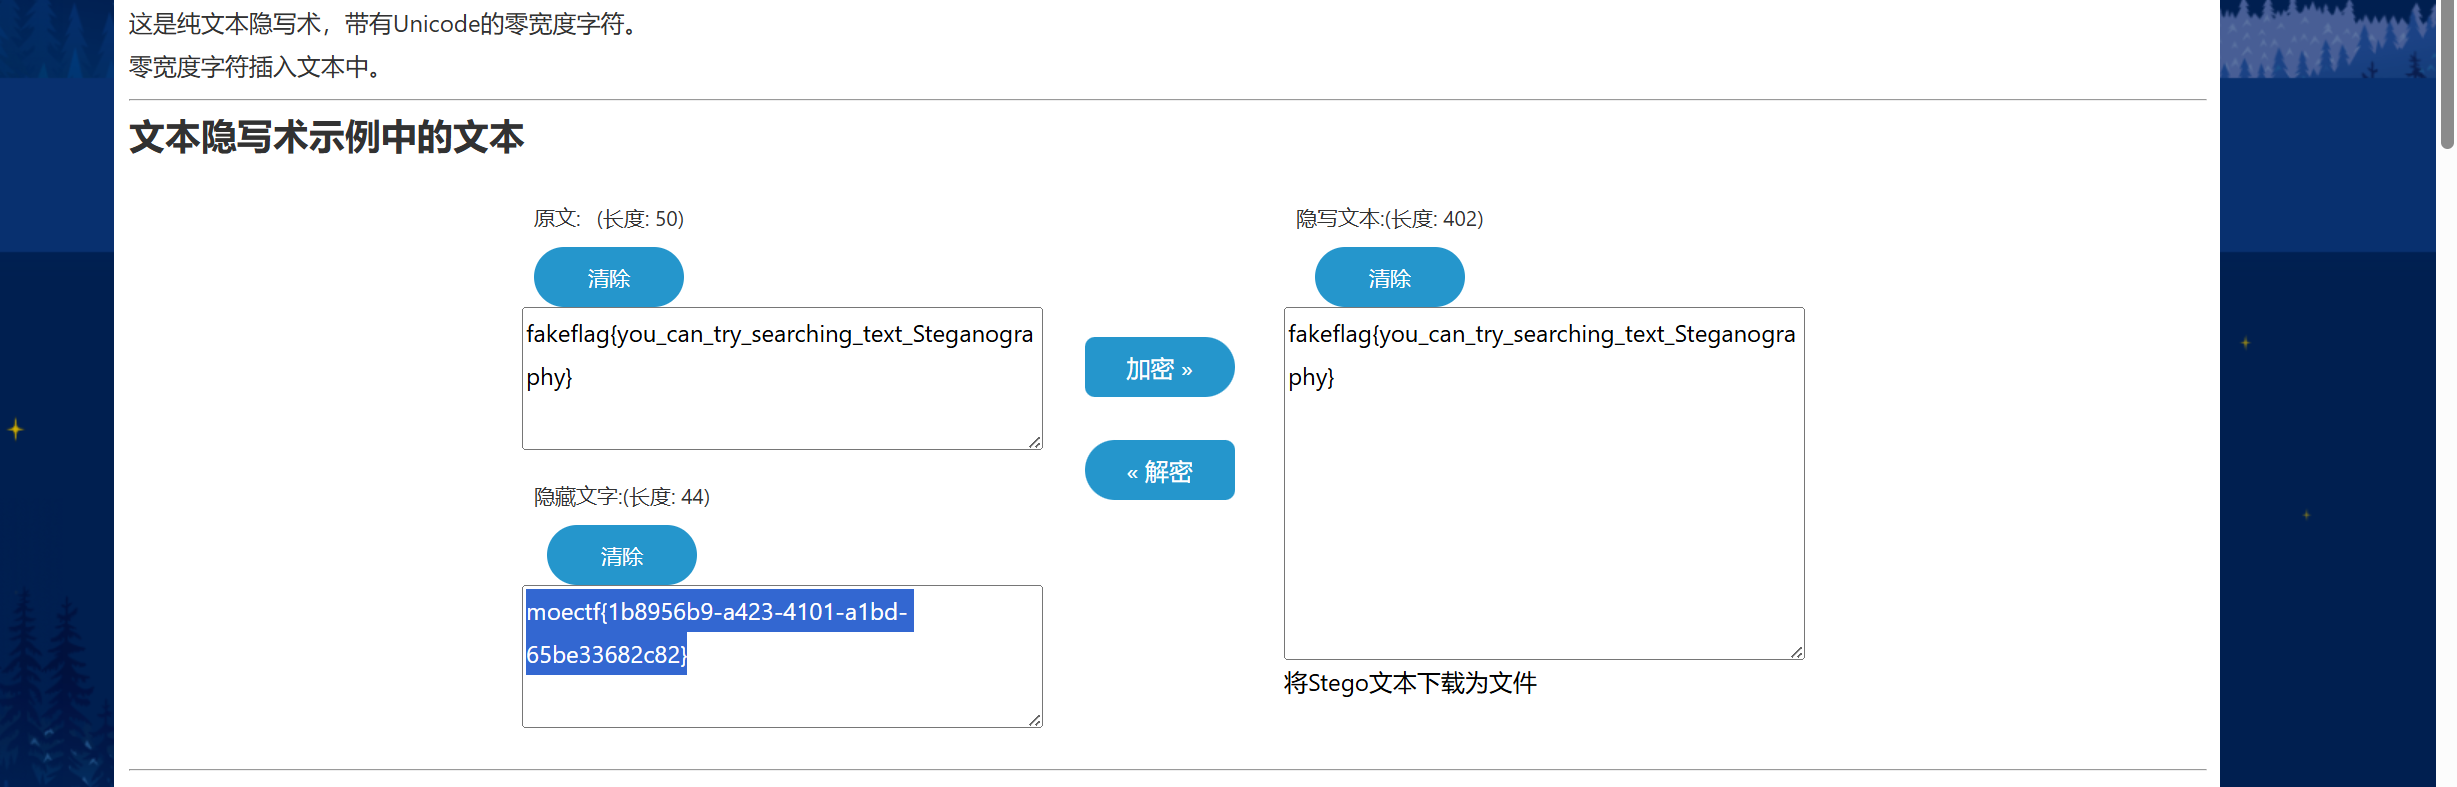 这是纯文本隐写术，带有Unicode的零宽度字符。
零宽度字符插入文本中。
文本隐写术示例中的文本
原文: (长度: 50)
清除
fakeflag{you_can_try_searching_text_Steganogra
phy}
隐藏文字:(长度: 44)
清除
moectf{1b8956b9-a423-4101-a1bd-
65be33682c82}
加密 »
« 解密
隐写文本:(长度: 402)
清除
fakeflag{you_can_try_searching_text_Steganogra
phy}
将Stego文本下载为文件